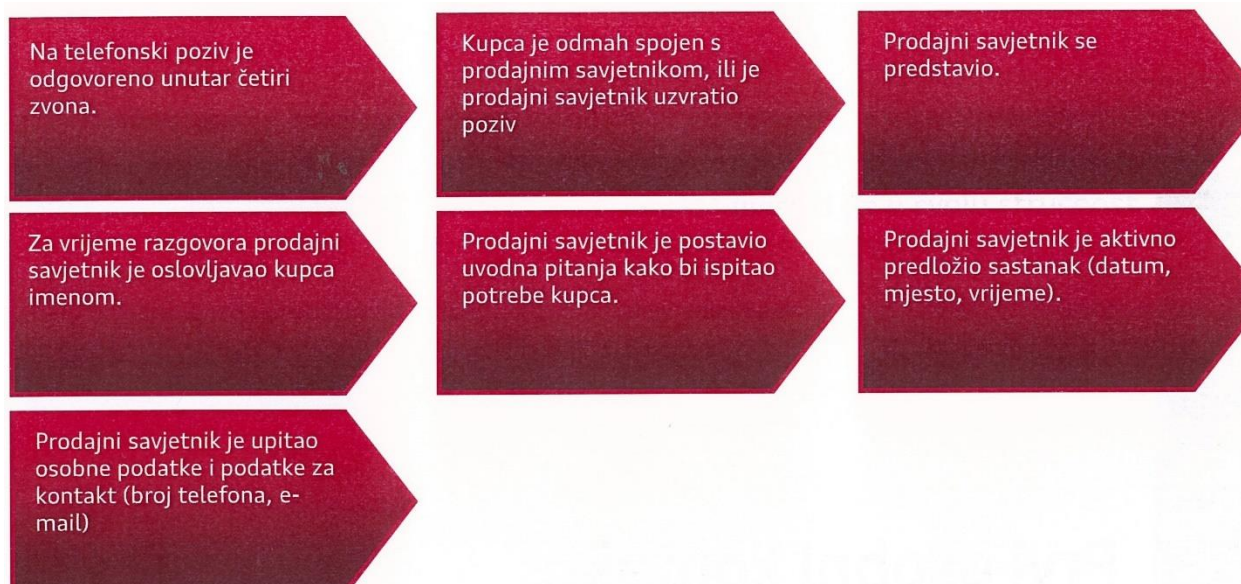 Na telefonski poziv je
odgovoreno unutar četiri
zvona.
Kupca je odmah spojen s
prodajnim savjetnikom, ili je
prodajni savjetnik uzvratio
poziv
Prodajni savjetnik se
predstavio.
Za vrijeme razgovora prodajni
savjetnik je oslovljavao kupca
imenom.
Prodajni savjetnik je postavio
uvodna pitanja kako bi ispitao
potrebe kupca.
Prodajni savjetnik je aktivno
predložio sastanak (datum,
mjesto, vrijeme).
Prodajni savjetnik je upitao
osobne podatke i podatke za
kontakt (broj telefona, e-
mail)